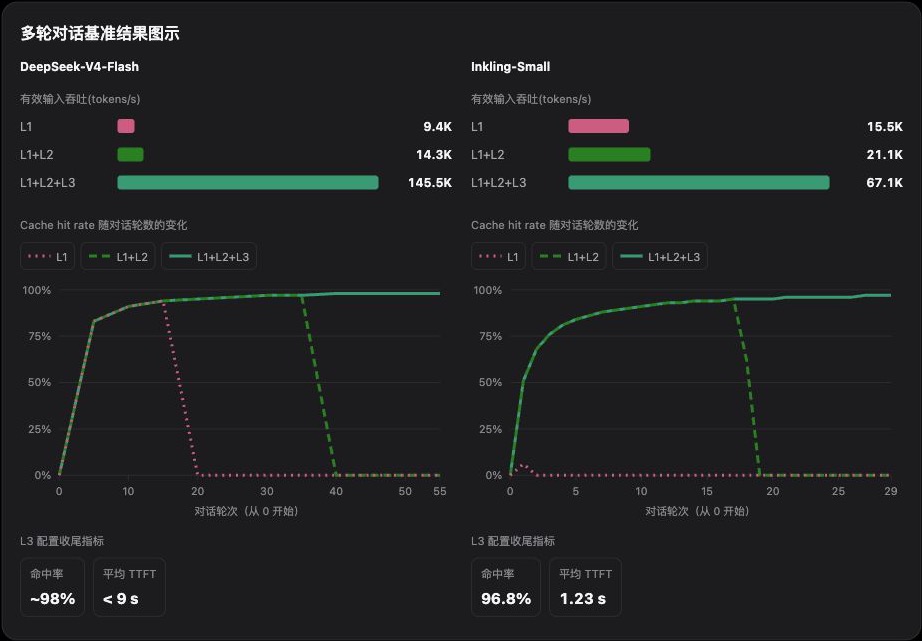 多轮对话基准结果图示
DeepSeek-V4-Flash
有效输入吞吐(tokens/s)
L1 9.4K
L1+L2 14.3K
L1+L2+L3 145.5K
Cache hit rate 随对话轮数的变化
L1 L1+L2 L1+L2+L3
100%
75%
50%
25%
0%
0 10 20 30 40 50 55
对话轮次（从 0 开始）
L3 配置收尾指标
命中率 平均 TTFT
~98% < 9 s
Inkling-Small
有效输入吞吐(tokens/s)
L1 15.5K
L1+L2 21.1K
L1+L2+L3 67.1K
Cache hit rate 随对话轮数的变化
L1 L1+L2 L1+L2+L3
100%
75%
50%
25%
0%
0 5 10 15 20 25 29
对话轮次（从 0 开始）
L3 配置收尾指标
命中率 平均 TTFT
96.8% 1.23 s